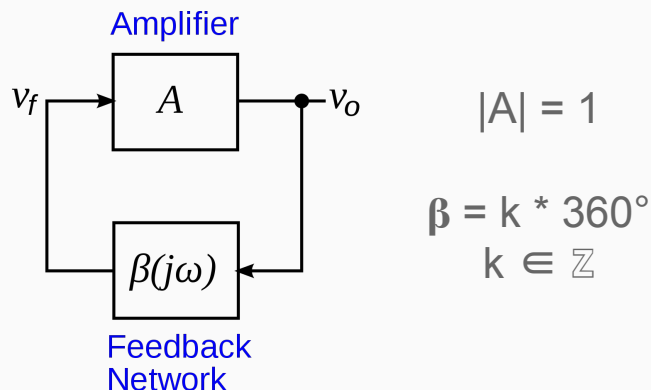 Amplifier
v_f
A
v_o
β(jω)
Feedback
Network
|A| = 1
β = k * 360°
k ∈ ℤ